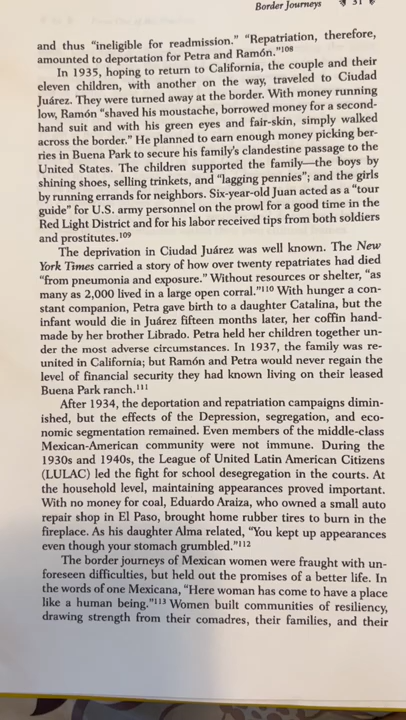 Border Journeys 31
and thus “ineligible for readmission.” “Repatriation, therefore,
amounted to deportation for Petra and Ramón.”108
In 1935, hoping to return to California, the couple and their
eleven children, with another on the way, traveled to Ciudad
Juárez. They were turned away at the border. With money running
low, Ramón “shaved his moustache, borrowed money for a second-
hand suit and with his green eyes and fair-skin, simply walked
across the border.” He planned to earn enough money picking ber-
ries in Buena Park to secure his family’s clandestine passage to the
United States. The children supported the family—the boys by
shining shoes, selling trinkets, and “lagging pennies”; and the girls
by running errands for neighbors. Six-year-old Juan acted as a “tour
guide” for U.S. army personnel on the prowl for a good time in the
Red Light District and for his labor received tips from both soldiers
and prostitutes.109
The deprivation in Ciudad Juárez was well known. The New
York Times carried a story of how over twenty repatriates had died
“from pneumonia and exposure.” Without resources or shelter, “as
many as 2,000 lived in a large open corral.”110 With hunger a con-
stant companion, Petra gave birth to a daughter Catalina, but the
infant would die in Juárez fifteen months later, her coffin hand-
made by her brother Librado. Petra held her children together un-
der the most adverse circumstances. In 1937, the family was re-
united in California; but Ramón and Petra would never regain the
level of financial security they had known living on their leased
Buena Park ranch.111
After 1934, the deportation and repatriation campaigns dimin-
ished, but the effects of the Depression, segregation, and eco-
nomic segmentation remained. Even members of the middle-class
Mexican-American community were not immune. During the
1930s and 1940s, the League of United Latin American Citizens
(LULAC) led the fight for school desegregation in the courts. At
the household level, maintaining appearances proved important.
With no money for coal, Eduardo Araiza, who owned a small auto
repair shop in El Paso, brought home rubber tires to burn in the
fireplace. As his daughter Alma related, “You kept up appearances
even though your stomach grumbled.”112
The border journeys of Mexican women were fraught with un-
foreseen difficulties, but held out the promises of a better life. In
the words of one Mexicana, “Here woman has come to have a place
like a human being.”113 Women built communities of resiliency,
drawing strength from their comadres, their families, and their